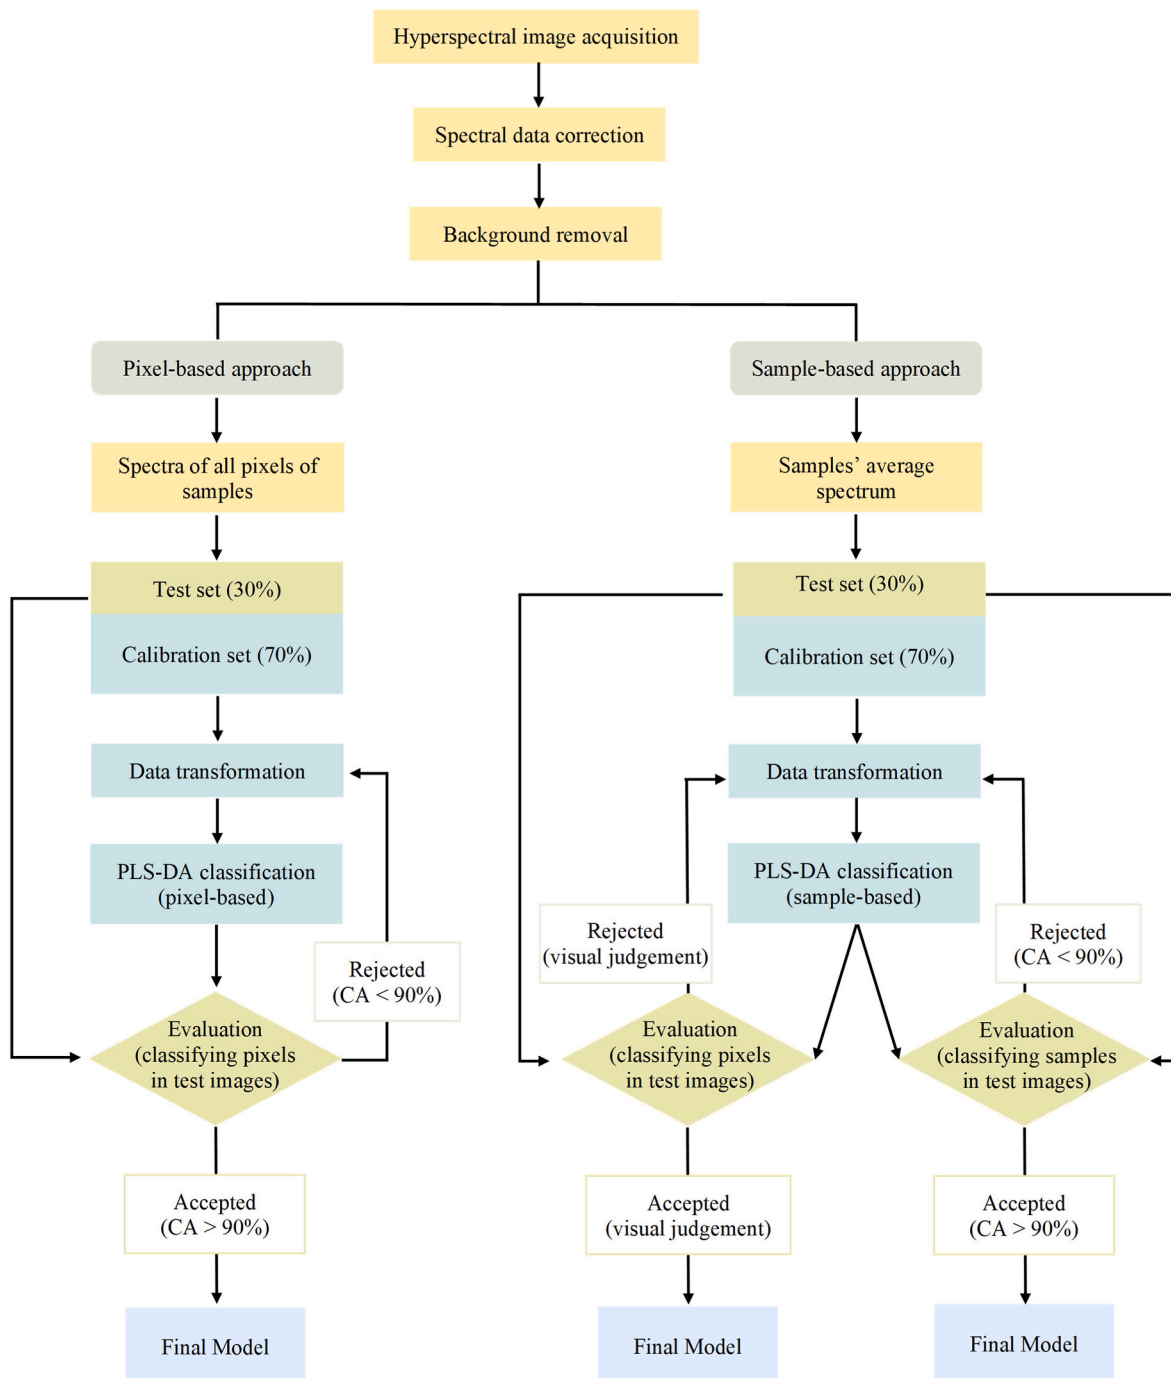 Hyperspectral image acquisition
Spectral data correction
Background removal
Pixel-based approach
Spectra of all pixels of
samples
Test set (30%)
Calibration set (70%)
Data transformation
PLS-DA classification
(pixel-based)
Rejected
(CA < 90%)
Evaluation
(classifying pixels
in test images)
Accepted
(CA > 90%)
Final Model
Sample-based approach
Samples’ average
spectrum
Test set (30%)
Calibration set (70%)
Data transformation
PLS-DA classification
(sample-based)
Rejected
(visual judgement)
Evaluation
(classifying pixels
in test images)
Accepted
(visual judgement)
Final Model
Rejected
(CA < 90%)
Evaluation
(classifying samples
in test images)
Accepted
(CA > 90%)
Final Model